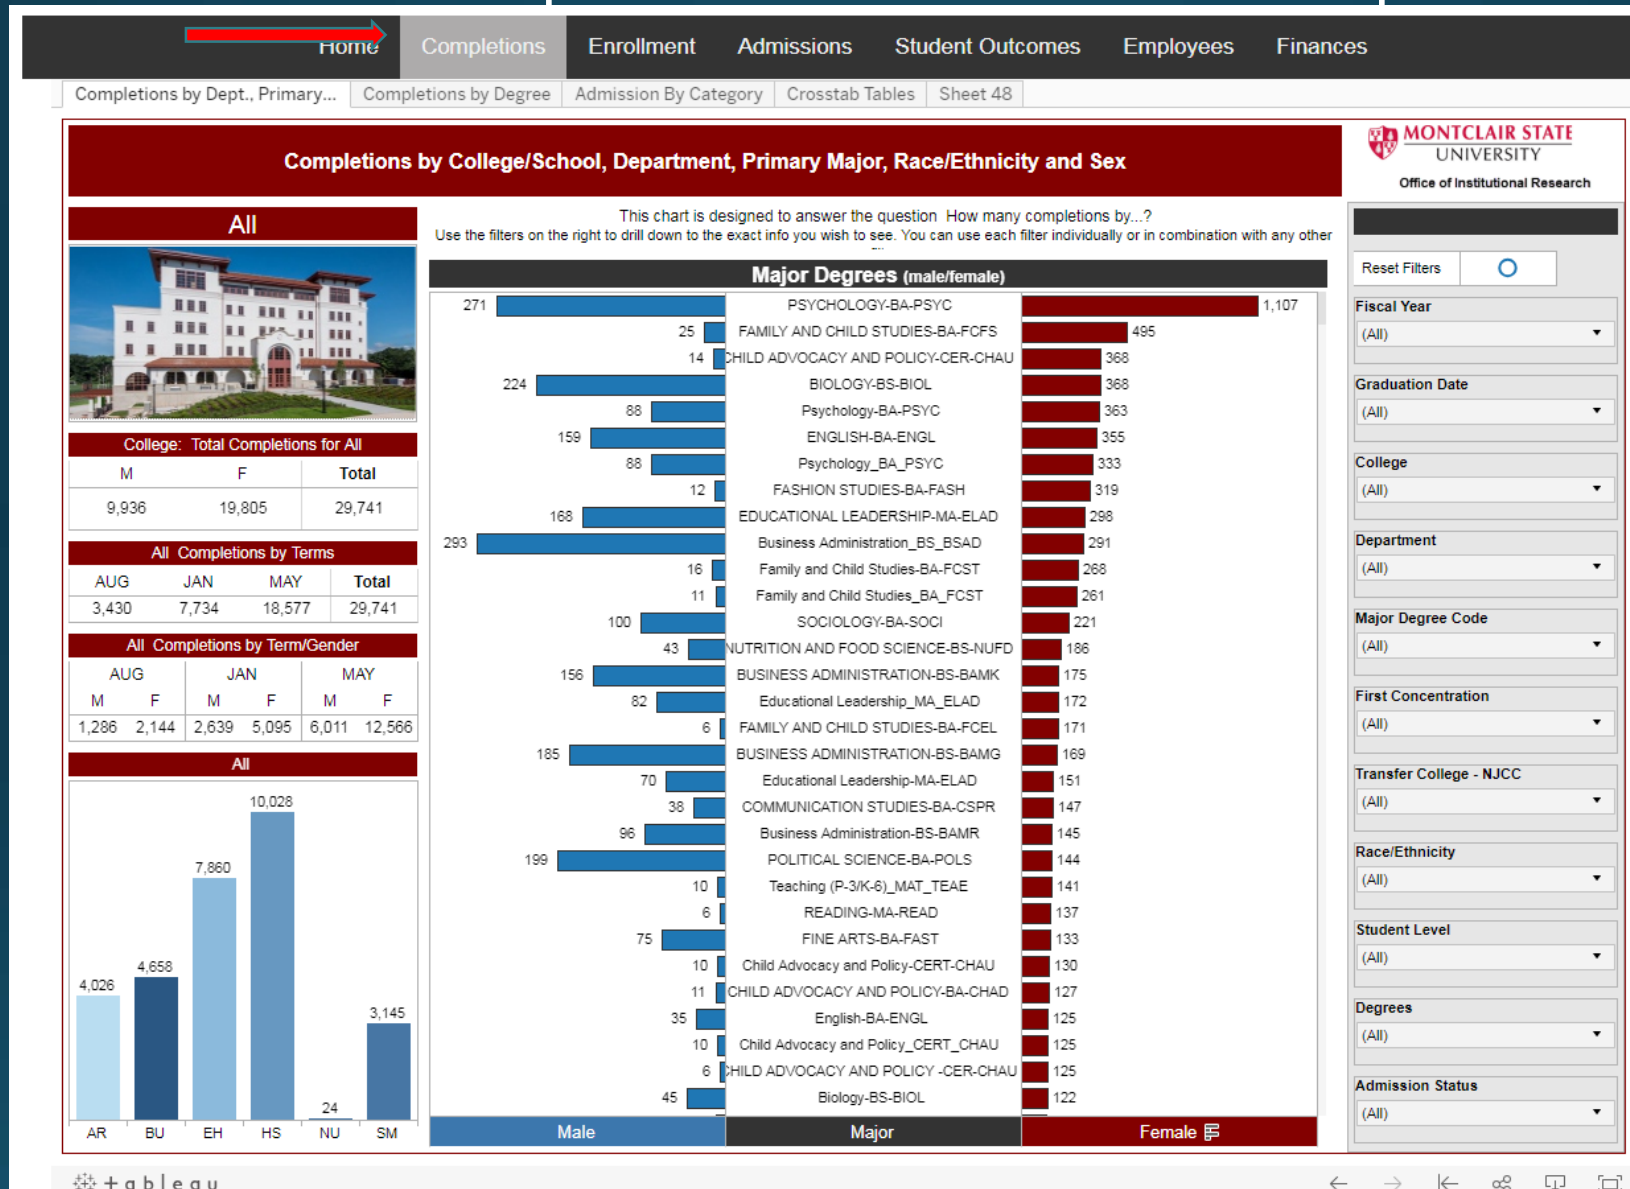 Home Completions Enrollment Admissions Student Outcomes Employees Finances
Completions by Dept., Primary... Completions by Degree Admission By Category Crosstab Tables Sheet 48
Completions by College/School, Department, Primary Major, Race/Ethnicity and Sex
MONTCLAIR STATE
UNIVERSITY
Office of Institutional Research
All
This chart is designed to answer the question How many completions by...?
Use the filters on the right to drill down to the exact info you wish to see. You can use each filter individually or in combination with any other
College: Total Completions for All
M F Total
9,936 19,805 29,741
All Completions by Terms
AUG JAN MAY Total
3,430 7,734 18,577 29,741
All Completions by Term/Gender
AUG JAN MAY
M F M F M F
1,286 2,144 2,639 5,095 6,011 12,566
All
10,028
7,860
4,658
4,026
3,145
24
AR BU EH HS NU SM
Major Degrees (male/female)
271 PSYCHOLOGY-BA-PSYC 1,107
25 FAMILY AND CHILD STUDIES-BA-FCFS 495
14 CHILD ADVOCACY AND POLICY-CER-CHAU 368
224 BIOLOGY-BS-BIOL 368
88 Psychology-BA-PSYC 363
159 ENGLISH-BA-ENGL 355
88 Psychology_BA_PSYC 333
12 FASHION STUDIES-BA-FASH 319
168 EDUCATIONAL LEADERSHIP-MA-ELAD 298
293 Business Administration_BS_BSAD 291
16 Family and Child Studies-BA-FCST 268
11 Family and Child Studies_BA_FCST 261
100 SOCIOLOGY-BA-SOCI 221
43 NUTRITION AND FOOD SCIENCE-BS-NUFD 186
156 BUSINESS ADMINISTRATION-BS-BAMK 175
82 Educational Leadership_MA_ELAD 172
6 FAMILY AND CHILD STUDIES-BA-FCEL 171
185 BUSINESS ADMINISTRATION-BS-BAMG 169
70 Educational Leadership-MA-ELAD 151
38 COMMUNICATION STUDIES-BA-CSPR 147
96 Business Administration-BS-BAMR 145
199 POLITICAL SCIENCE-BA-POLS 144
10 Teaching (P-3/K-6)_MAT_TEAE 141
6 READING-MA-READ 137
75 FINE ARTS-BA-FAST 133
10 Child Advocacy and Policy-CERT-CHAU 130
11 CHILD ADVOCACY AND POLICY-BA-CHAD 127
35 English-BA-ENGL 125
10 Child Advocacy and Policy_CERT_CHAU 125
6 CHILD ADVOCACY AND POLICY -CER-CHAU 125
45 Biology-BS-BIOL 122
Male Major Female
Reset Filters
Fiscal Year
(All)
Graduation Date
(All)
College
(All)
Department
(All)
Major Degree Code
(All)
First Concentration
(All)
Transfer College - NJCC
(All)
Race/Ethnicity
(All)
Student Level
(All)
Degrees
(All)
Admission Status
(All)
+ableau